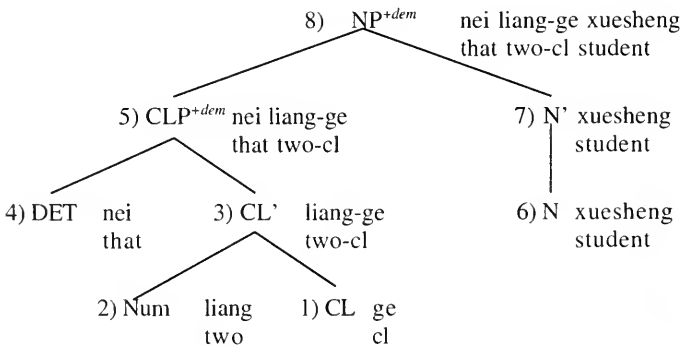 8) NP+dem nei liang-ge xuesheng
that two-cl student
5) CLP+dem nei liang-ge
that two-cl
7) N' xuesheng
student
4) DET nei
that
3) CL' liang-ge
two-cl
6) N xuesheng
student
2) Num liang
two
1) CL ge
cl